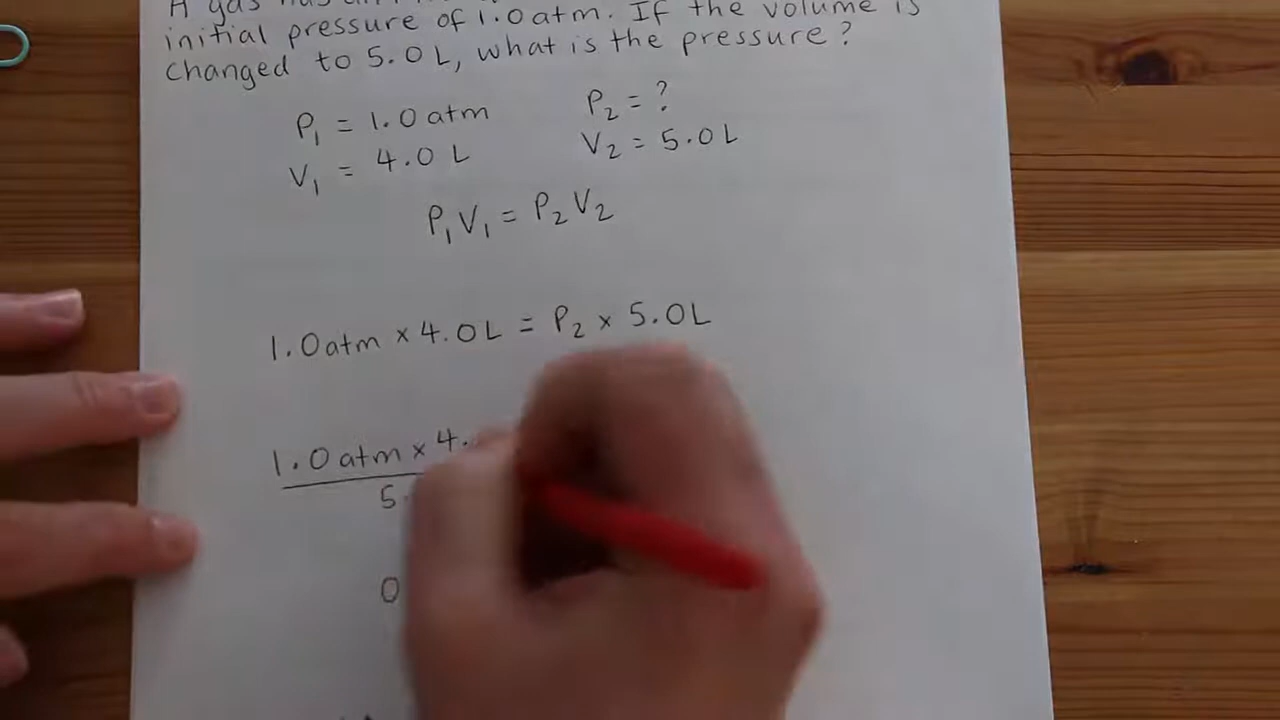 A gas
initial pressure of 1.0 atm. If the volume is
changed to 5.0 L, what is the pressure?
P₁ = 1.0 atm P₂ = ?
V₁ = 4.0 L V₂ = 5.0 L
P₁V₁ = P₂V₂
1.0 atm × 4.0 L = P₂ × 5.0 L
1.0 atm × 4.
5.
0